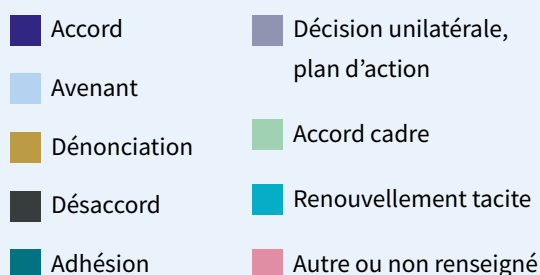 Accord
Avenant
Dénonciation
Désaccord
Adhésion
Décision unilatérale,
plan d’action
Accord cadre
Renouvellement tacite
Autre ou non renseigné